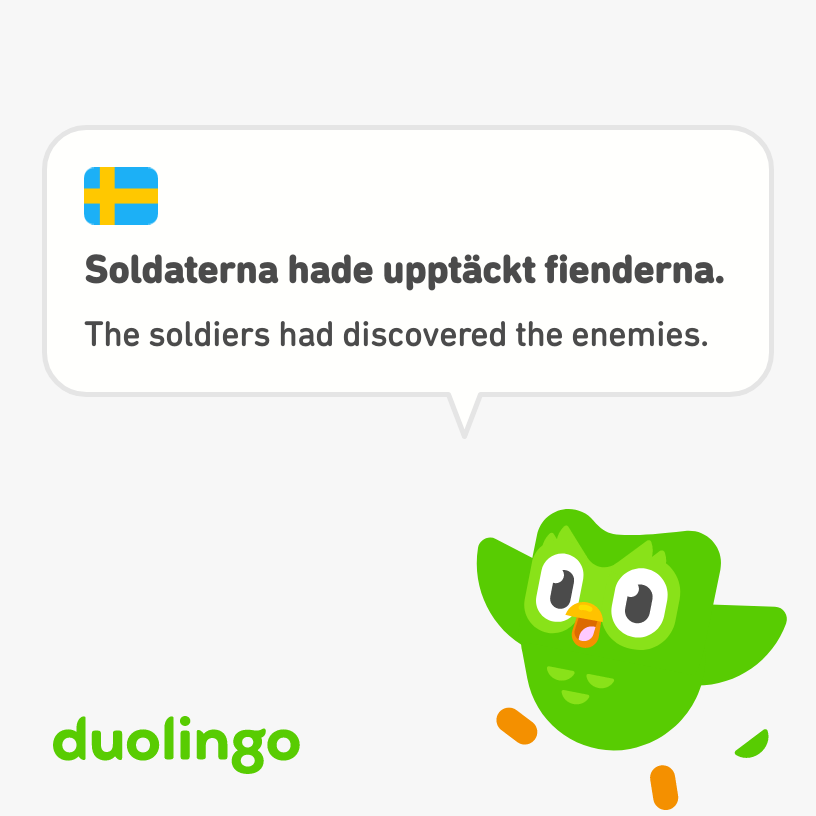 Soldaterna hade upptäckt fienderna.
The soldiers had discovered the enemies.
duolingo